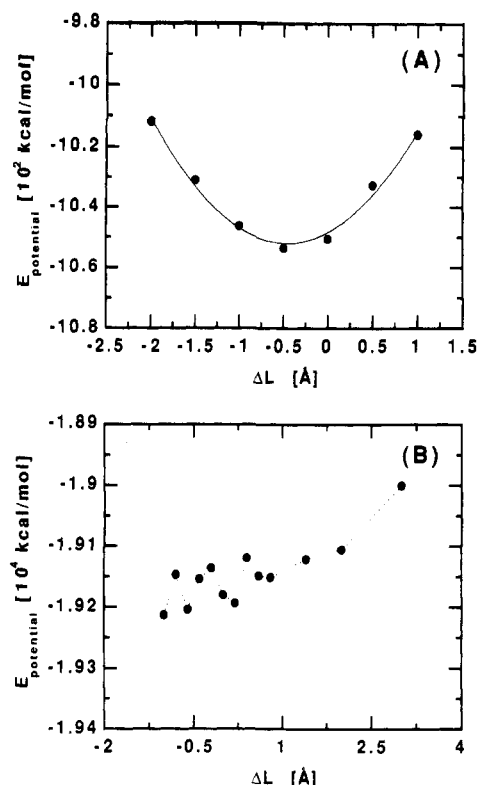 -9.8
(A)
-10
-10.2
-10.4
-10.6
-10.8
E potential [10² kcal/mol]
-2.5 -2 -1.5 -1 -0.5 0 0.5 1 1.5
ΔL [Å]
-1.89
(B)
-1.9
-1.91
-1.92
-1.93
-1.94
E potential [10⁴ kcal/mol]
-2 -0.5 1 2.5 4
ΔL [Å]